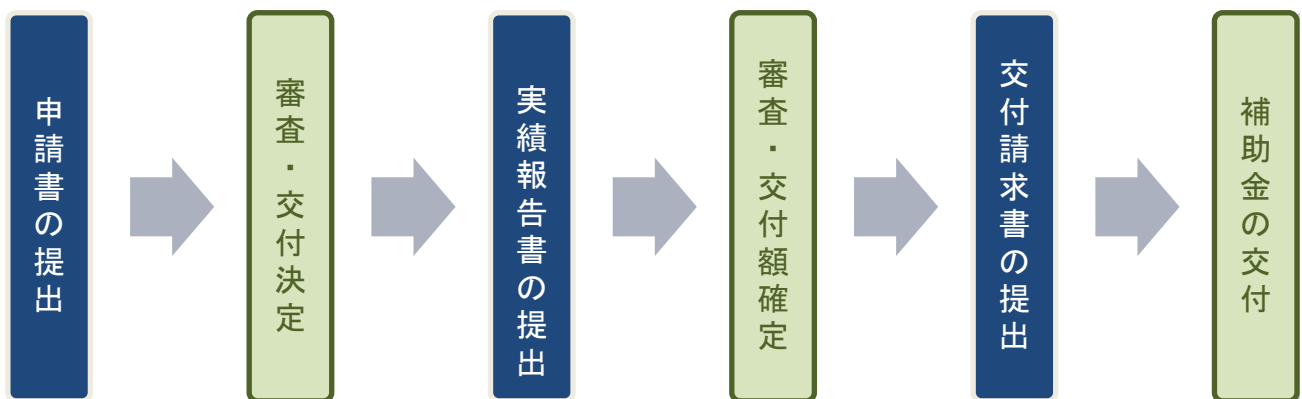 申請書の提出
審査・交付決定
実績報告書の提出
審査・交付額確定
交付請求書の提出
補助金の交付